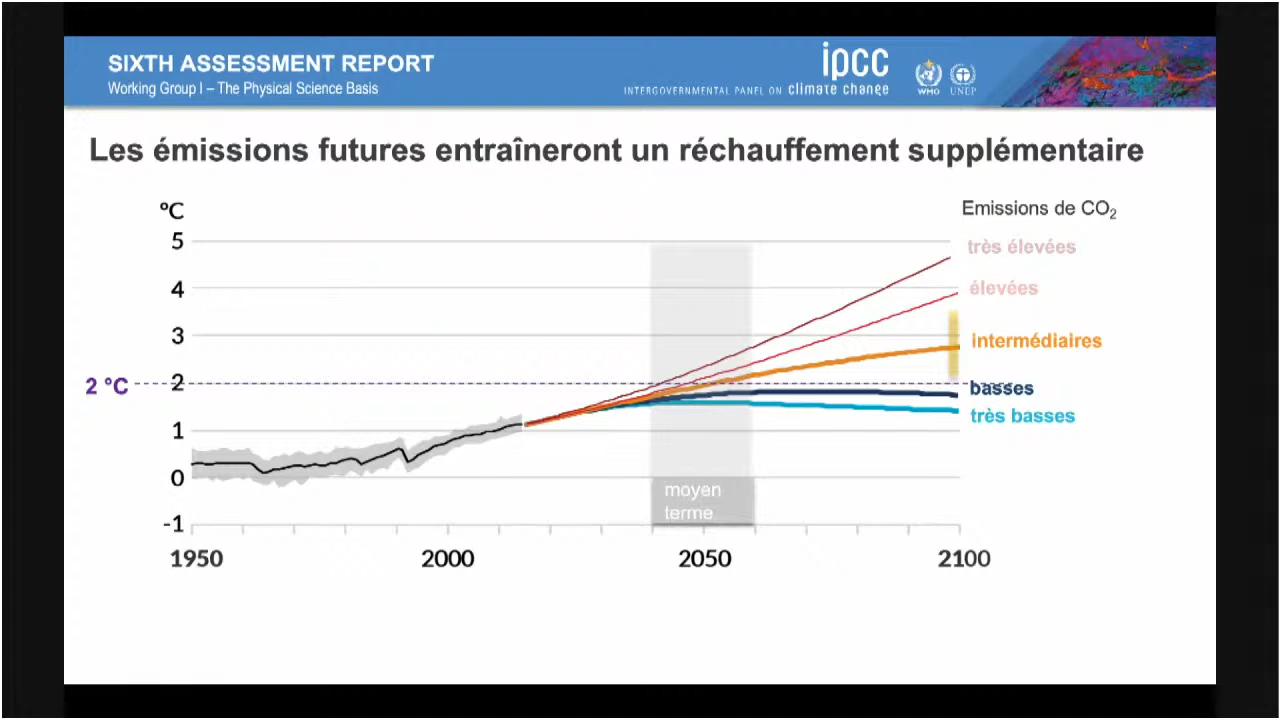 SIXTH ASSESSMENT REPORT
Working Group I – The Physical Science Basis
ipcc
INTERGOVERNMENTAL PANEL ON climate change
WMO
UNEP
Les émissions futures entraîneront un réchauffement supplémentaire
ºC
Emissions de CO₂
5
très élevées
4
élevées
3
intermédiaires
2 °C
2
basses
très basses
1
0
moyen
terme
-1
1950
2000
2050
2100